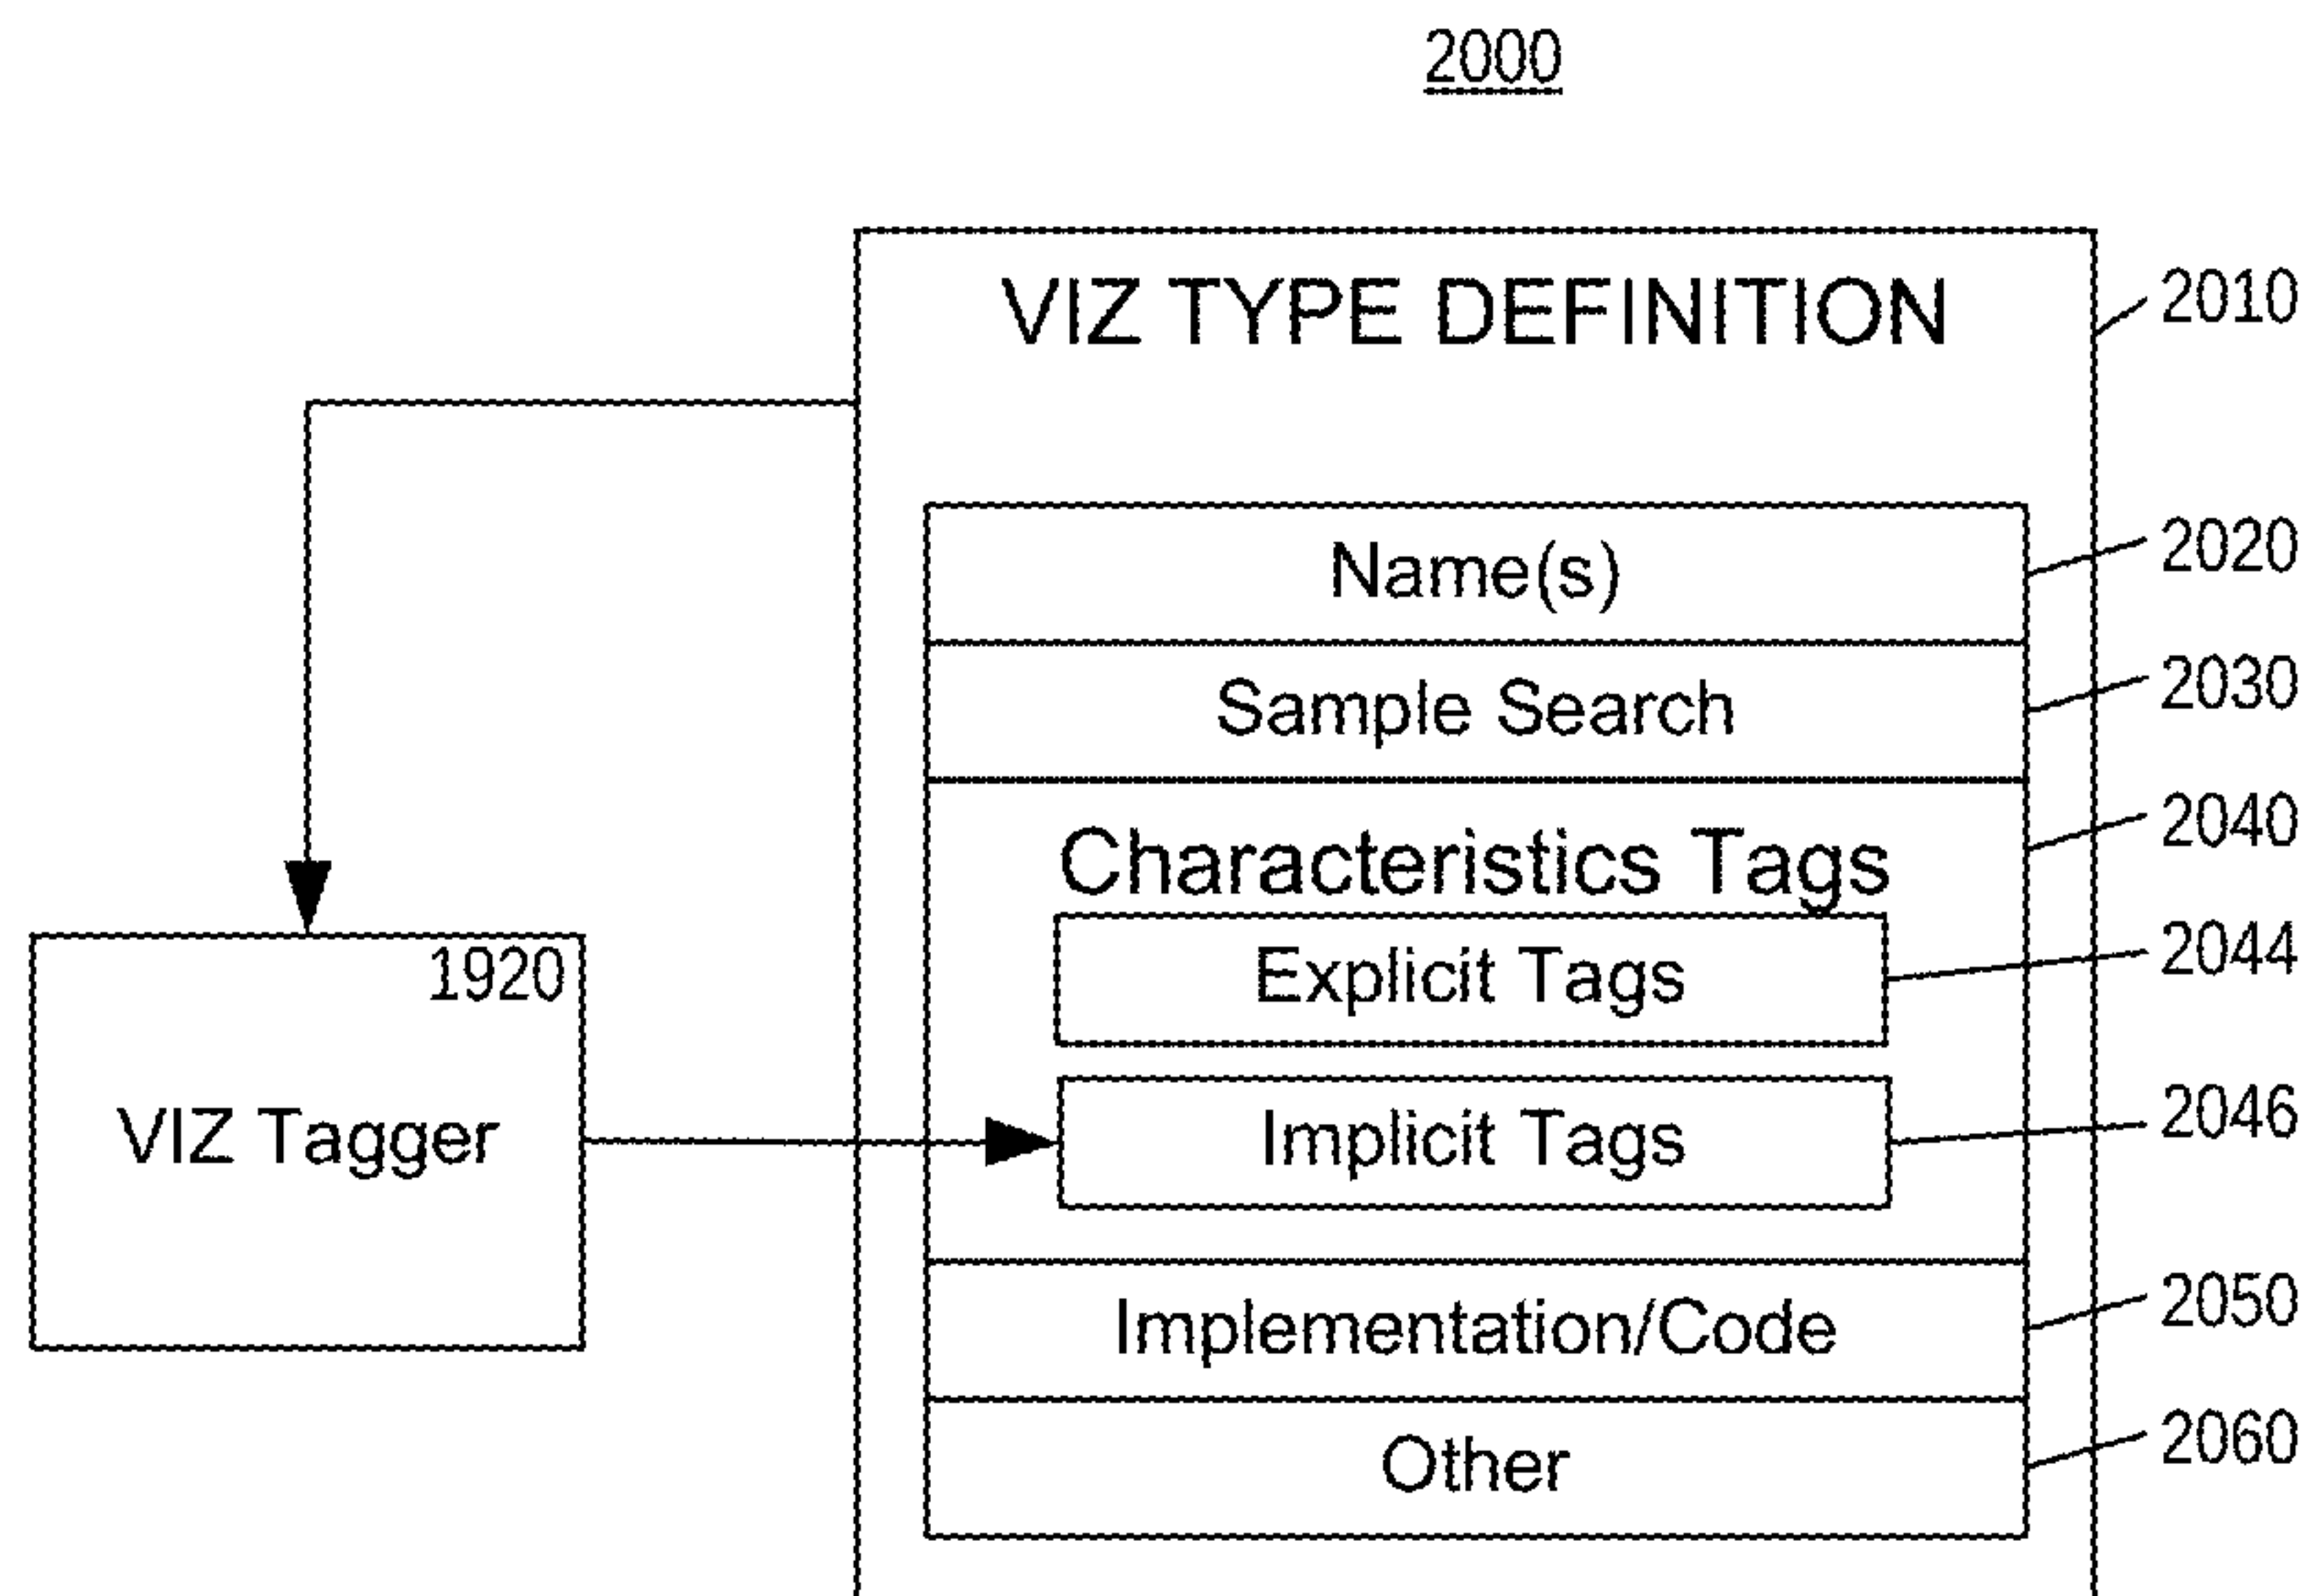 2000
VIZ TYPE DEFINITION
2010
Name(s)
2020
Sample Search
2030
Characteristics Tags
2040
Explicit Tags
2044
1920
VIZ Tagger
Implicit Tags
2046
Implementation/Code
2050
Other
2060